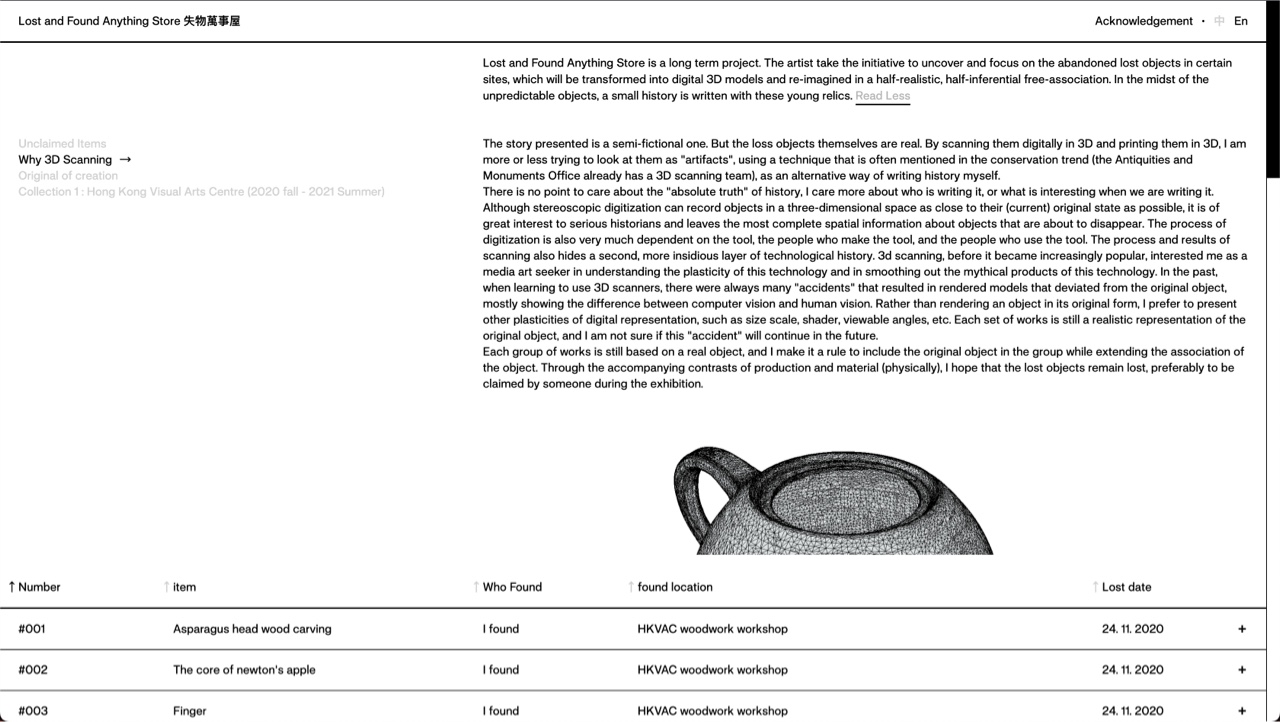 Lost and Found Anything Store 失物萬事屋
Acknowledgement · 中 En
Lost and Found Anything Store is a long term project. The artist take the initiative to uncover and focus on the abandoned lost objects in certain
sites, which will be transformed into digital 3D models and re-imagined in a half-realistic, half-inferential free-association. In the midst of the
unpredictable objects, a small history is written with these young relics. Read Less
Unclaimed Items
Why 3D Scanning →
Original of creation
Collection 1 : Hong Kong Visual Arts Centre (2020 fall - 2021 Summer)
The story presented is a semi-fictional one. But the loss objects themselves are real. By scanning them digitally in 3D and printing them in 3D, I am
more or less trying to look at them as "artifacts", using a technique that is often mentioned in the conservation trend (the Antiquities and
Monuments Office already has a 3D scanning team), as an alternative way of writing history myself.
There is no point to care about the "absolute truth" of history, I care more about who is writing it, or what is interesting when we are writing it.
Although stereoscopic digitization can record objects in a three-dimensional space as close to their (current) original state as possible, it is of
great interest to serious historians and leaves the most complete spatial information about objects that are about to disappear. The process of
digitization is also very much dependent on the tool, the people who make the tool, and the people who use the tool. The process and results of
scanning also hides a second, more insidious layer of technological history. 3d scanning, before it became increasingly popular, interested me as a
media art seeker in understanding the plasticity of this technology and in smoothing out the mythical products of this technology. In the past,
when learning to use 3D scanners, there were always many "accidents" that resulted in rendered models that deviated from the original object,
mostly showing the difference between computer vision and human vision. Rather than rendering an object in its original form, I prefer to present
other plasticities of digital representation, such as size scale, shader, viewable angles, etc. Each set of works is still a realistic representation of the
original object, and I am not sure if this "accident" will continue in the future.
Each group of works is still based on a real object, and I make it a rule to include the original object in the group while extending the association of
the object. Through the accompanying contrasts of production and material (physically), I hope that the lost objects remain lost, preferably to be
claimed by someone during the exhibition.
↑ Number ↑ item ↑ Who Found ↑ found location ↑ Lost date
#001 Asparagus head wood carving I found HKVAC woodwork workshop 24. 11. 2020 +
#002 The core of newton's apple I found HKVAC woodwork workshop 24. 11. 2020 +
#003 Finger I found HKVAC woodwork workshop 24. 11. 2020 +